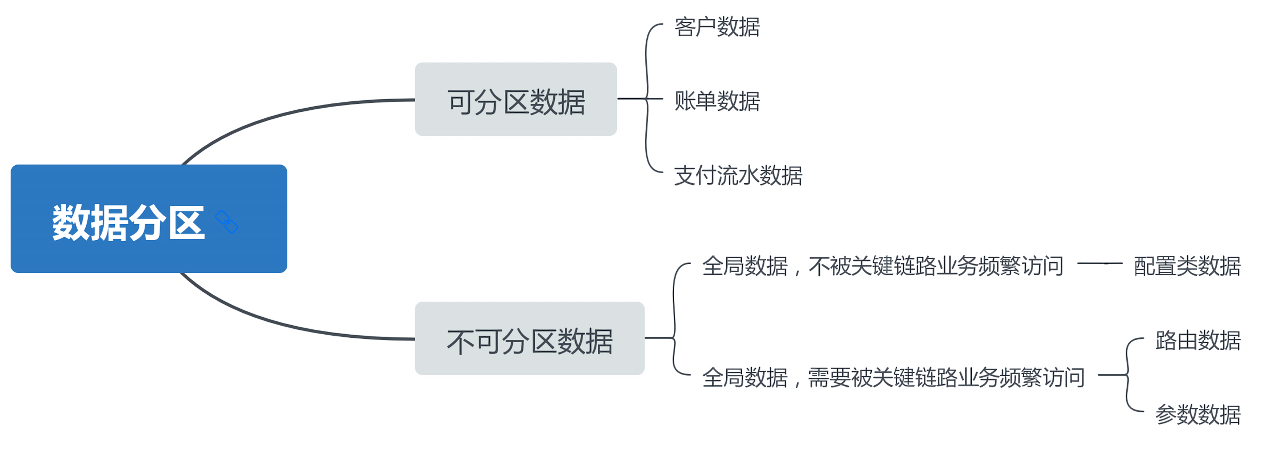 数据分区
可分区数据
客户数据
账单数据
支付流水数据
不可分区数据
全局数据，不被关键链路业务频繁访问
配置类数据
全局数据，需要被关键链路业务频繁访问
路由数据
参数数据